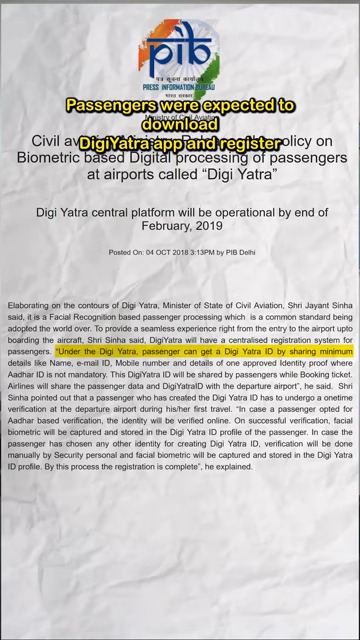 pib
पत्र सूचना कार्यालय
PRESS INFORMATION BUREAU
भारत सरकार
Passengers were expected to
download
DigiYatra app and register
Ministry of Civil Aviation
Civil policy on
Biometric based Digital processing of passengers
at airports called “Digi Yatra”
Digi Yatra central platform will be operational by end of
February, 2019
Posted On: 04 OCT 2018 3:13PM by PIB Delhi
Elaborating on the contours of Digi Yatra, Minister of State of Civil Aviation, Shri Jayant Sinha
said, it is a Facial Recognition based passenger processing which is a common standard being
adopted the world over. To provide a seamless experience right from the entry to the airport upto
boarding the aircraft, Shri Sinha said, DigiYatra will have a centralised registration system for
passengers. “Under the Digi Yatra, passenger can get a Digi Yatra ID by sharing minimum
details like Name, e-mail ID, Mobile number and details of one approved Identity proof where
Aadhar ID is not mandatory. This DigiYatra ID will be shared by passengers while Booking ticket.
Airlines will share the passenger data and DigiYatraID with the departure airport”, he said. Shri
Sinha pointed out that a passenger who has created the Digi Yatra ID has to undergo a onetime
verification at the departure airport during his/her first travel. “In case a passenger opted for
Aadhar based verification, the identity will be verified online. On successful verification, facial
biometric will be captured and stored in the Digi Yatra ID profile of the passenger. In case the
passenger has chosen any other identity for creating Digi Yatra ID, verification will be done
manually by Security personal and facial biometric will be captured and stored in the Digi Yatra
ID profile. By this process the registration is complete”, he explained.